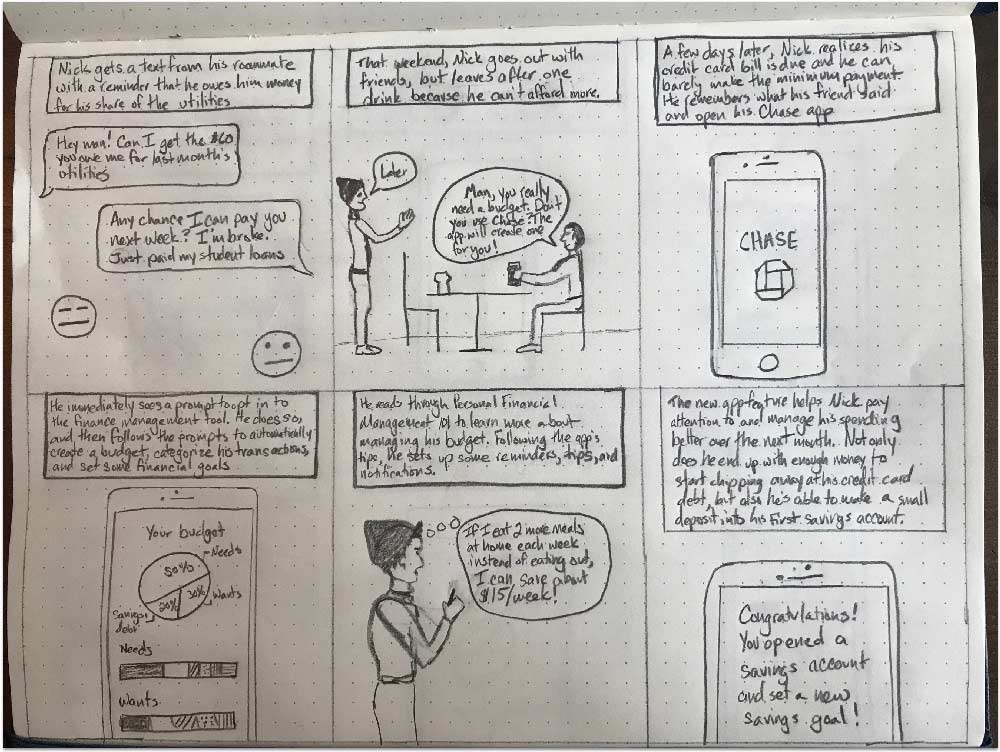 Nick gets a text from his roommate
with a reminder that he owes him money
for his share of the utilities
Hey man! Can I get the $60
you owe me for last month's
utilities
Any chance I can pay you
next week? I'm broke.
Just paid my student loans
That weekend, Nick goes out with
friends, but leaves after one
drink because he can't afford more.
Later
Man, you really
need a budget. Don't
you use Chase? The
app will create one
for you!
A few days later, Nick realizes his
credit card bill is due and he can
barely make the minimum payment.
He remembers what his friend said
and open his Chase app
CHASE
He immediately sees a prompt to opt in to
the finance management tool. He does so,
and then follows the prompts to automatically
create a budget, categorize his transactions,
and set some financial goals
Your budget
Needs
50%
30%
Wants
20%
Savings+
debt
Needs
Wants
He reads through Personal Financial
Management 101 to learn more about
managing his budget. Following the app's
tips, he sets up some reminders, tips, and
notifications.
If I eat 2 more meals
at home each week
instead of eating out,
I can save about
$15/week!
The new app feature helps Nick pay
attention to and manage his spending
better over the next month. Not only
does he end up with enough money to
start chipping away at his credit card
debt, but also he's able to make a small
deposit into his first savings account.
Congratulations!
You opened a
savings account
and set a new
savings goal!